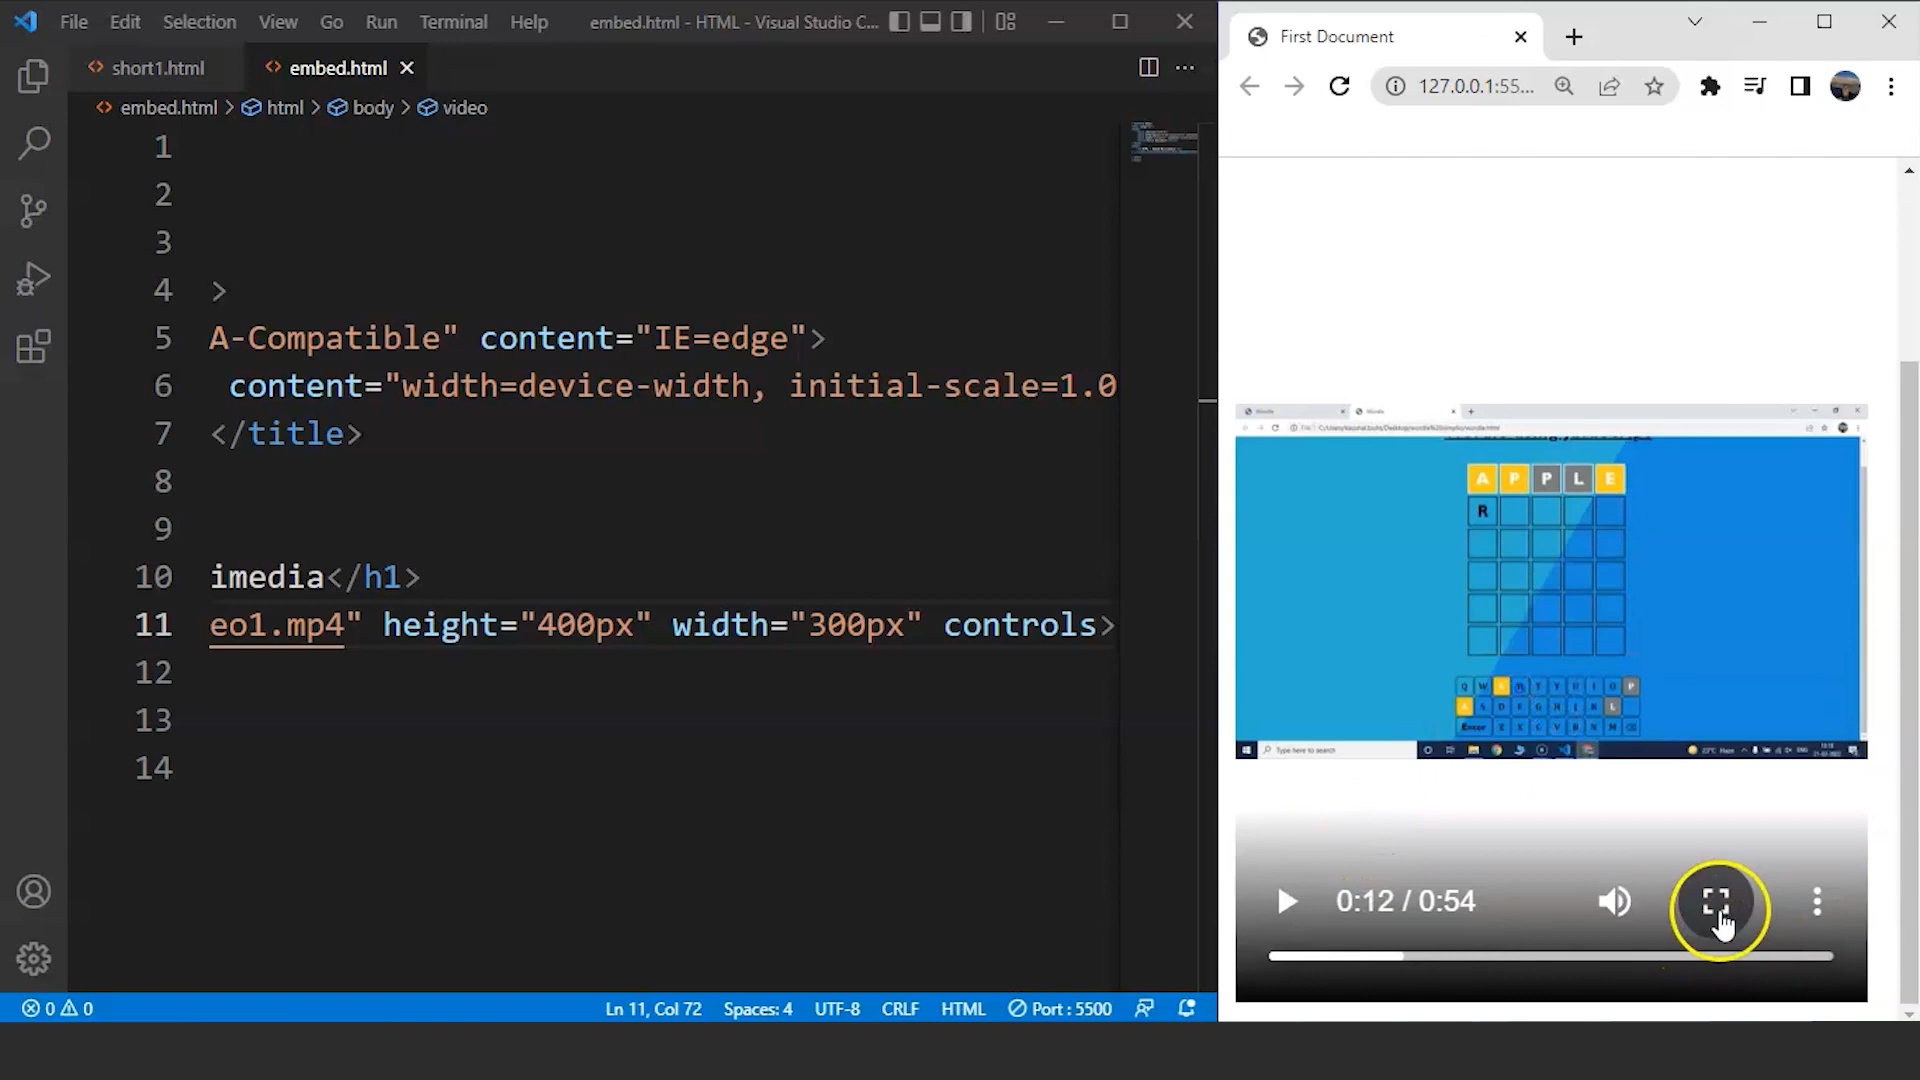 File Edit Selection View Go Run Terminal Help embed.html - HTML - Visual Studio C...
short1.html embed.html
embed.html > html > body > video
1
2
3
4 >
5 A-Compatible" content="IE=edge">
6 content="width=device-width, initial-scale=1.0
7 </title>
8
9
10 imedia</h1>
11 eo1.mp4" height="400px" width="300px" controls>
12
13
14
0 0 Ln 11, Col 72 Spaces: 4 UTF-8 CRLF HTML Port : 5500
First Document
127.0.0.1:55...
Wordle Wordle
A P P L E
R
Q W E
P
A S D F G H L
Enter Z X C V B N M
Type here to search
0:12 / 0:54